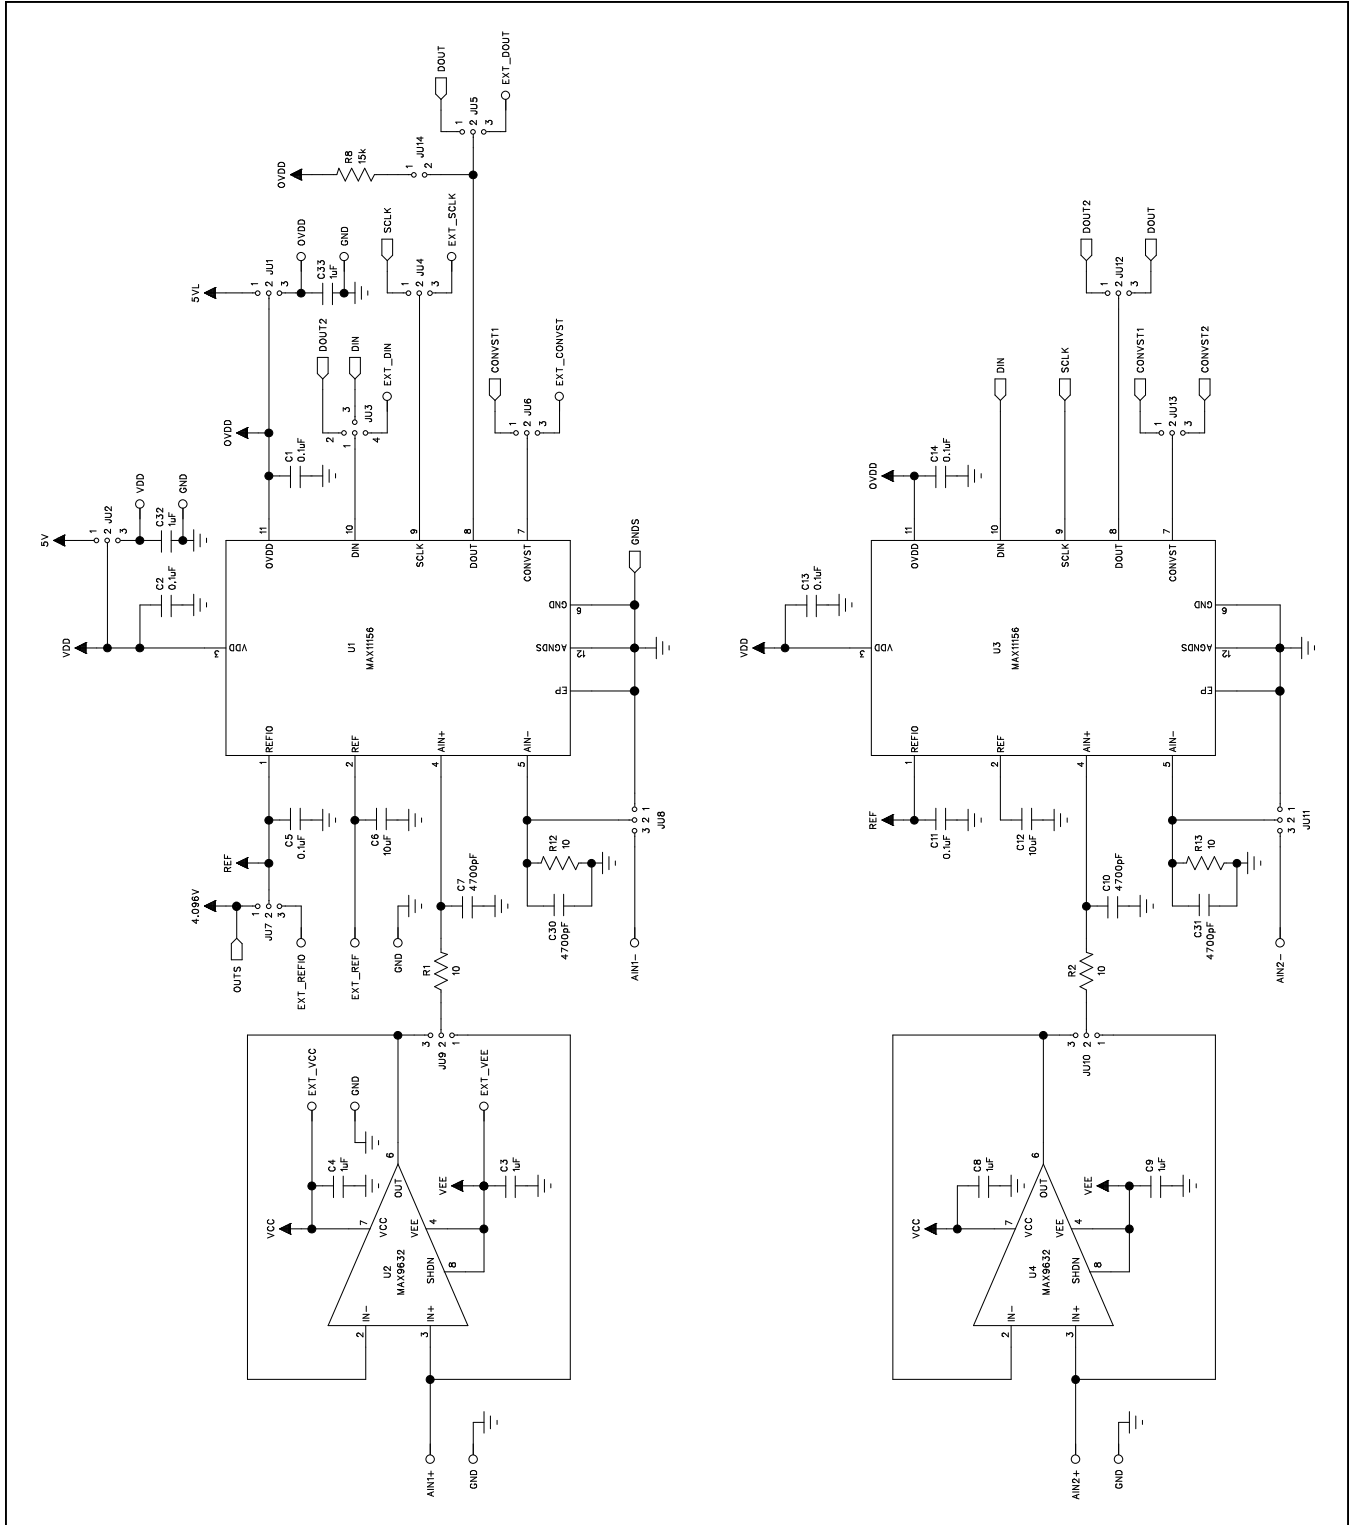 5V
1
2
3
JU2
VDD
C32
1uF
GND
VDD
C2
0.1uF
5VL
1
2
3
JU1
OVDD
C33
1uF
GND
OVDD
C1
0.1uF
DOUT2
DIN
EXT_DIN
2
3
1
4
JU3
SCLK
1
2
3
JU4
EXT_SCLK
OVDD
R8
15k
1
2
JU14
DOUT
1
2
3
JU5
EXT_DOUT
CONVST1
1
2
3
JU6
EXT_CONVST
U1
MAX11156
VDD
3
OVDD
11
DIN
10
SCLK
9
DOUT
8
CONVST
7
GND
6
AGNDS
12
EP
REFIO
1
REF
2
AIN+
4
AIN-
5
GNDS
4.096V
OUTS
1
2
3
JU7
EXT_REFIO
REF
C5
0.1uF
EXT_REF
C6
10uF
GND
R1
10
C7
4700pF
R12
10
C30
4700pF
3
2
1
JU8
AIN1-
3
2
1
JU9
EXT_VCC
GND
EXT_VEE
VCC
C4
1uF
VEE
C3
1uF
U2
MAX9632
OUT
6
VCC
7
VEE
4
SHDN
8
IN-
2
IN+
3
AIN1+
GND
VDD
C13
0.1uF
OVDD
C14
0.1uF
DIN
SCLK
DOUT2
1
2
3
JU12
DOUT
CONVST1
1
2
3
JU13
CONVST2
U3
MAX11156
VDD
3
OVDD
11
DIN
10
SCLK
9
DOUT
8
CONVST
7
GND
6
AGNDS
12
EP
REFIO
1
REF
2
AIN+
4
AIN-
5
REF
C11
0.1uF
C12
10uF
R2
10
C10
4700pF
R13
10
C31
4700pF
3
2
1
JU11
AIN2-
3
2
1
JU10
VCC
C8
1uF
VEE
C9
1uF
U4
MAX9632
OUT
6
VCC
7
VEE
4
SHDN
8
IN-
2
IN+
3
AIN2+
GND